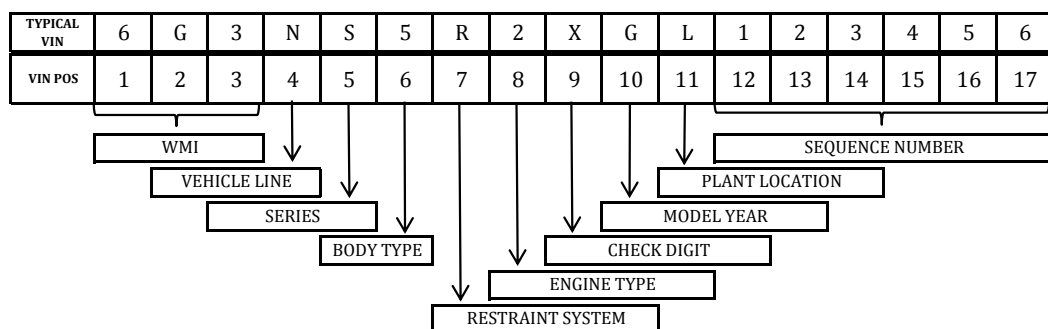 TYPICAL VIN 6 G 3 N S 5 R 2 X G L 1 2 3 4 5 6
VIN POS 1 2 3 4 5 6 7 8 9 10 11 12 13 14 15 16 17
WMI SEQUENCE NUMBER
VEHICLE LINE PLANT LOCATION
SERIES MODEL YEAR
BODY TYPE CHECK DIGIT
ENGINE TYPE
RESTRAINT SYSTEM